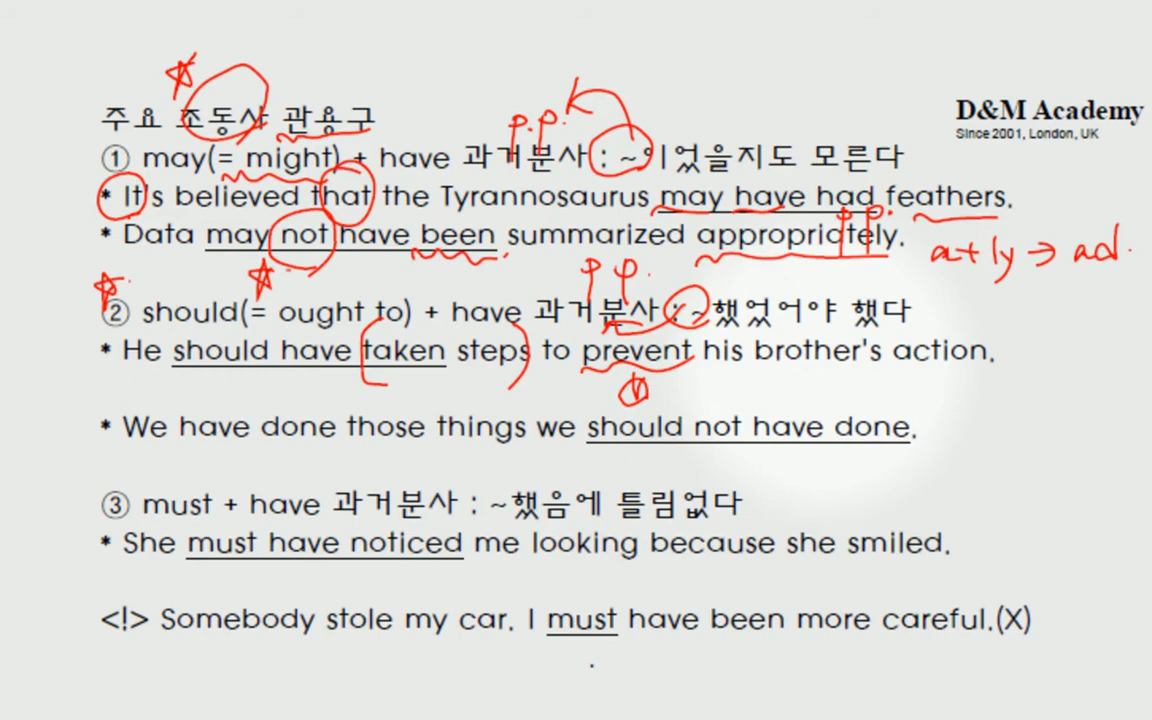 D&M Academy
Since 2001, London, UK
주요 조동사 관용구
p.p.
① may(= might) + have 과거분사 : ~이었을지도 모른다
* It's believed that the Tyrannosaurus may have had feathers.
p.p.
* Data may not have been summarized appropriately.
a + ly → ad.
p.p.
② should(= ought to) + have 과거분사 : ~했었어야 했다
* He should have taken steps to prevent his brother's action.
* We have done those things we should not have done.
③ must + have 과거분사 : ~했음에 틀림없다
* She must have noticed me looking because she smiled.
<!> Somebody stole my car. I must have been more careful.(X)